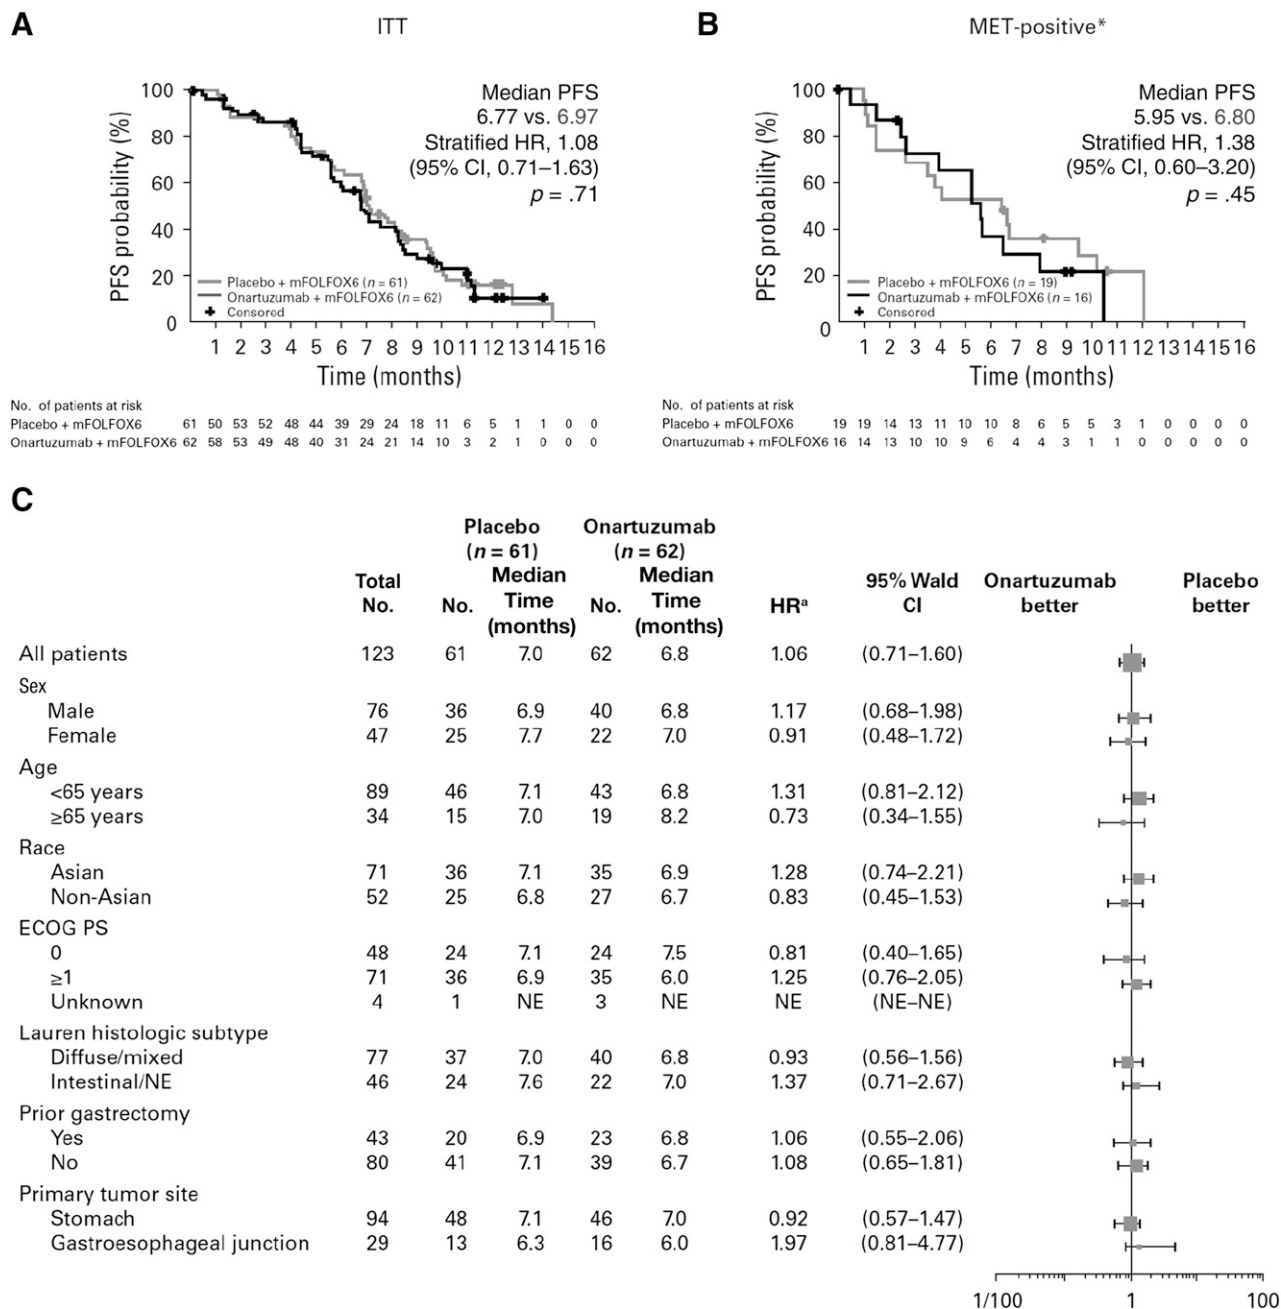 A ITT
Median PFS
6.77 vs. 6.97
Stratified HR, 1.08
(95% CI, 0.71–1.63)
p = .71
PFS probability (%)
100
80
60
40
20
0
Placebo + mFOLFOX6 (n = 61)
Onartuzumab + mFOLFOX6 (n = 62)
Censored
1 2 3 4 5 6 7 8 9 10 11 12 13 14 15 16
Time (months)
No. of patients at risk
Placebo + mFOLFOX6 61 50 53 52 48 44 39 29 24 18 11 6 5 1 1 0 0
Onartuzumab + mFOLFOX6 62 58 53 49 48 40 31 24 21 14 10 3 2 1 0 0 0
B MET-positive*
Median PFS
5.95 vs. 6.80
Stratified HR, 1.38
(95% CI, 0.60–3.20)
p = .45
PFS probability (%)
100
80
60
40
20
0
Placebo + mFOLFOX6 (n = 19)
Onartuzumab + mFOLFOX6 (n = 16)
Censored
1 2 3 4 5 6 7 8 9 10 11 12 13 14 15 16
Time (months)
No. of patients at risk
Placebo + mFOLFOX6 19 19 14 13 11 10 10 8 6 5 5 3 1 0 0 0 0
Onartuzumab + mFOLFOX6 16 14 13 10 10 9 6 4 4 3 1 0 0 0 0 0 0
C
Placebo Onartuzumab
(n = 61) (n = 62)
Total No. No. Median Time (months) No. Median Time (months) HRª 95% Wald CI Onartuzumab better Placebo better
All patients 123 61 7.0 62 6.8 1.06 (0.71–1.60)
Sex
Male 76 36 6.9 40 6.8 1.17 (0.68–1.98)
Female 47 25 7.7 22 7.0 0.91 (0.48–1.72)
Age
<65 years 89 46 7.1 43 6.8 1.31 (0.81–2.12)
≥65 years 34 15 7.0 19 8.2 0.73 (0.34–1.55)
Race
Asian 71 36 7.1 35 6.9 1.28 (0.74–2.21)
Non-Asian 52 25 6.8 27 6.7 0.83 (0.45–1.53)
ECOG PS
0 48 24 7.1 24 7.5 0.81 (0.40–1.65)
≥1 71 36 6.9 35 6.0 1.25 (0.76–2.05)
Unknown 4 1 NE 3 NE NE (NE–NE)
Lauren histologic subtype
Diffuse/mixed 77 37 7.0 40 6.8 0.93 (0.56–1.56)
Intestinal/NE 46 24 7.6 22 7.0 1.37 (0.71–2.67)
Prior gastrectomy
Yes 43 20 6.9 23 6.8 1.06 (0.55–2.06)
No 80 41 7.1 39 6.7 1.08 (0.65–1.81)
Primary tumor site
Stomach 94 48 7.1 46 7.0 0.92 (0.57–1.47)
Gastroesophageal junction 29 13 6.3 16 6.0 1.97 (0.81–4.77)
1/100 1 100